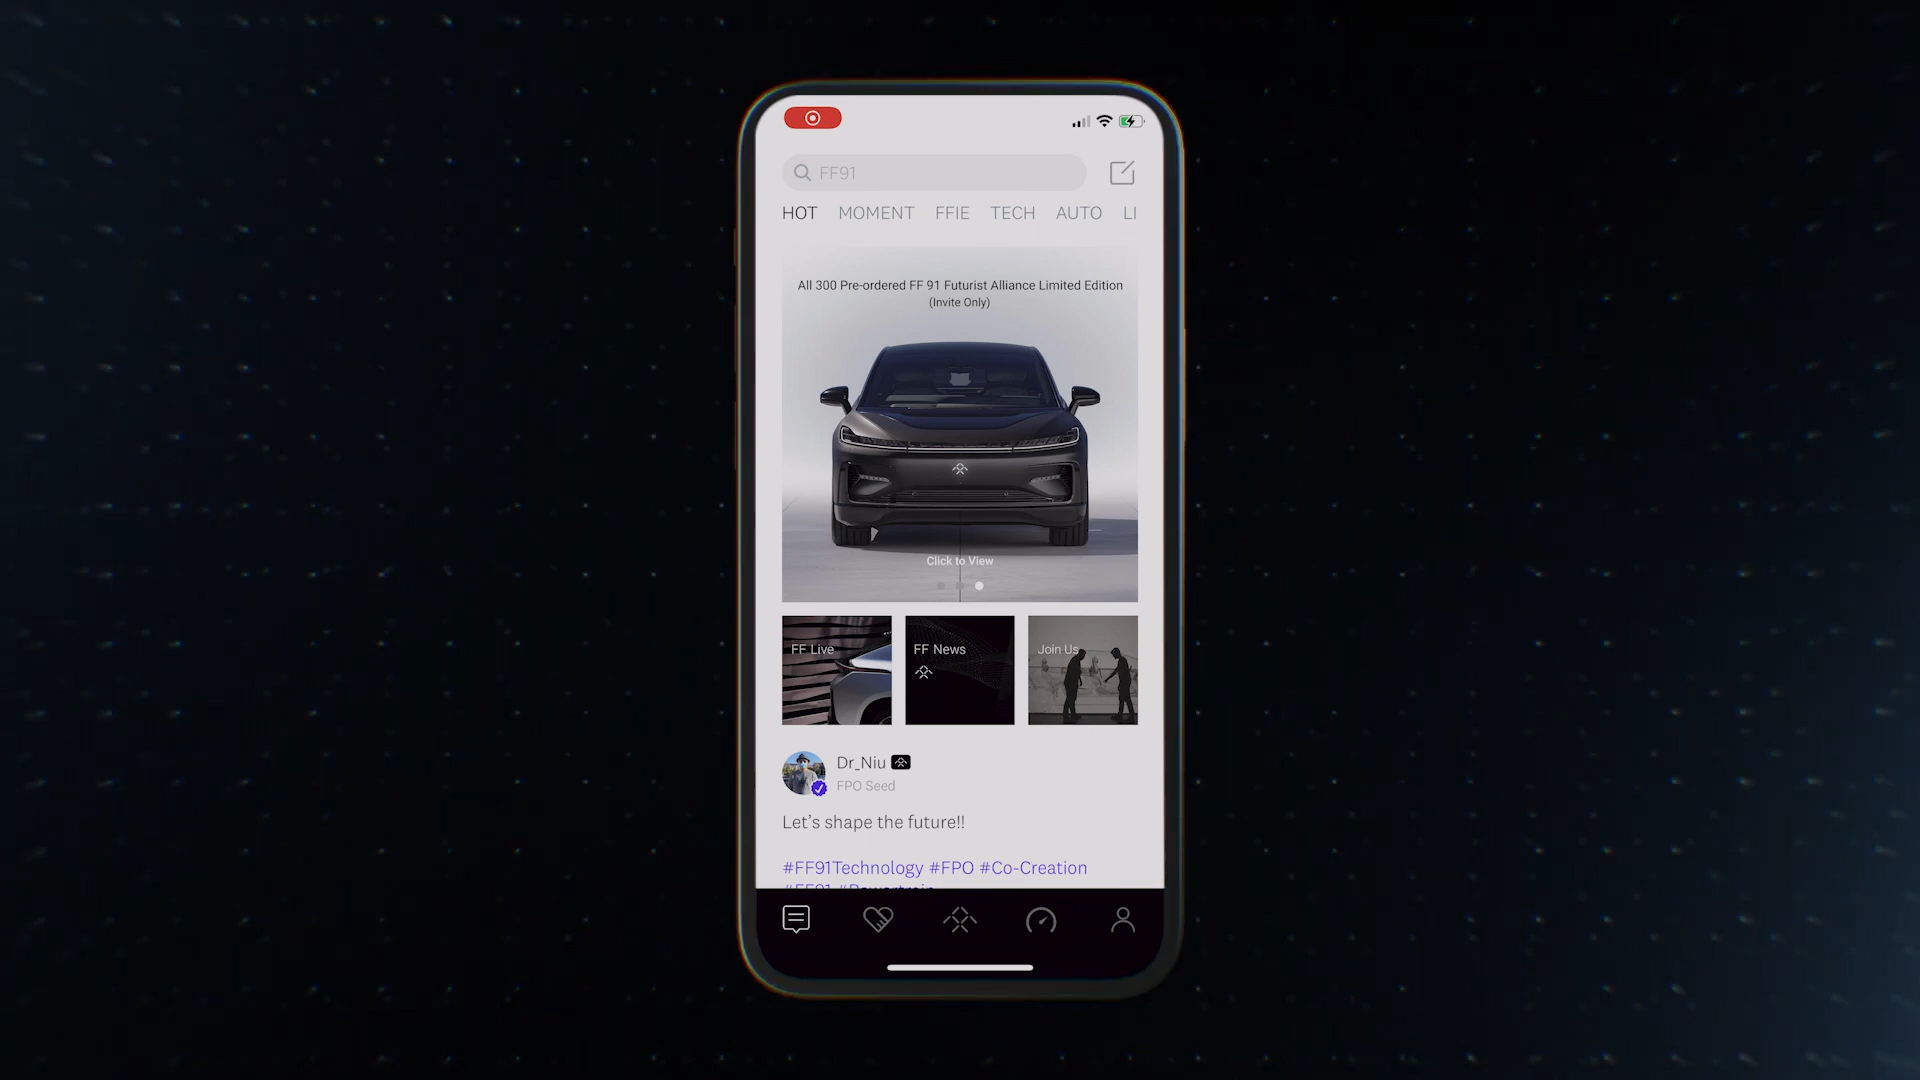 FF91
HOT MOMENT FFIE TECH AUTO LI
All 300 Pre-ordered FF 91 Futurist Alliance Limited Edition
(Invite Only)
Click to View
FF Live FF News Join Us
Dr_Niu
FPO Seed
Let's shape the future!!
#FF91Technology #FPO #Co-Creation
#FF91 #Powertrain